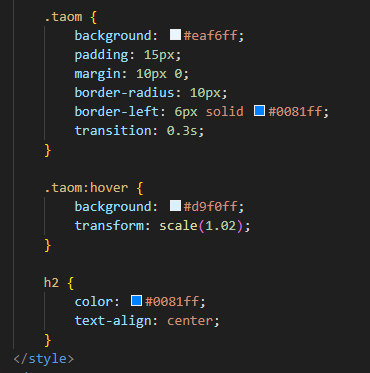 .taom {
background: #eaf6ff;
padding: 15px;
margin: 10px 0;
border-radius: 10px;
border-left: 6px solid #0081ff;
transition: 0.3s;
}
.taom:hover {
background: #d9f0ff;
transform: scale(1.02);
}
h2 {
color: #0081ff;
text-align: center;
}
</style>